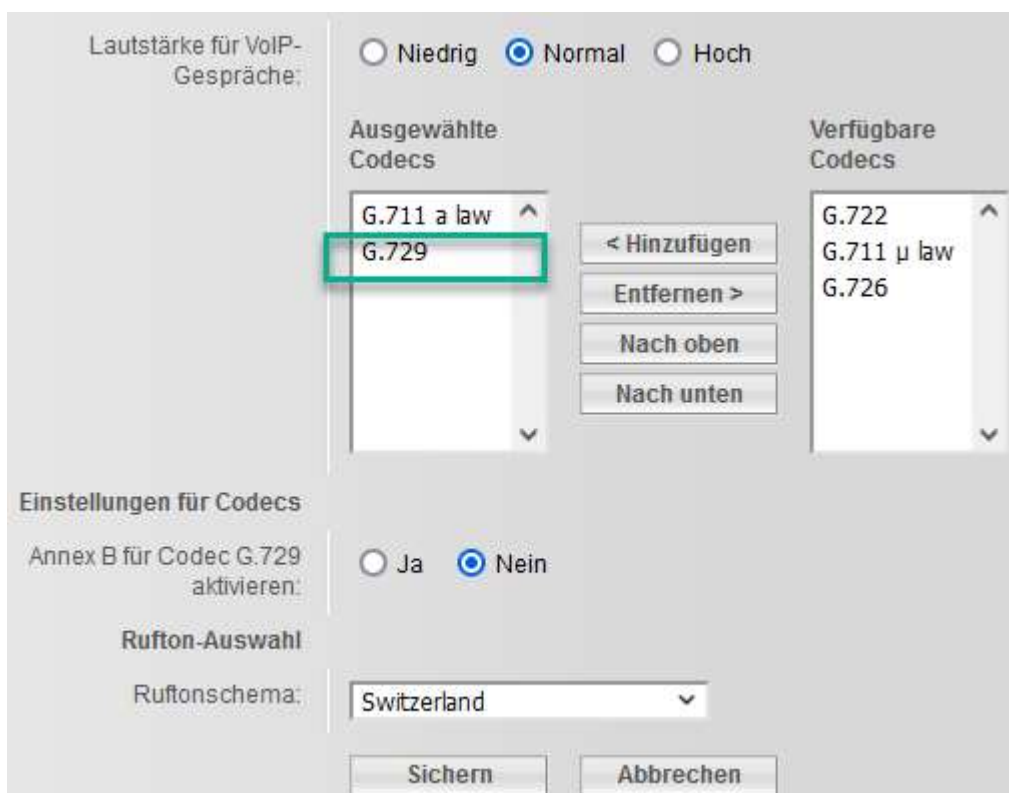 Lautstärke für VoIP-
Gespräche:
Niedrig Normal Hoch
Ausgewählte
Codecs
Verfügbare
Codecs
G.711 a law
G.729
< Hinzufügen
Entfernen >
Nach oben
Nach unten
G.722
G.711 µ law
G.726
Einstellungen für Codecs
Annex B für Codec G.729
aktivieren:
Ja Nein
Rufton-Auswahl
Ruftonschema:
Switzerland
Sichern Abbrechen